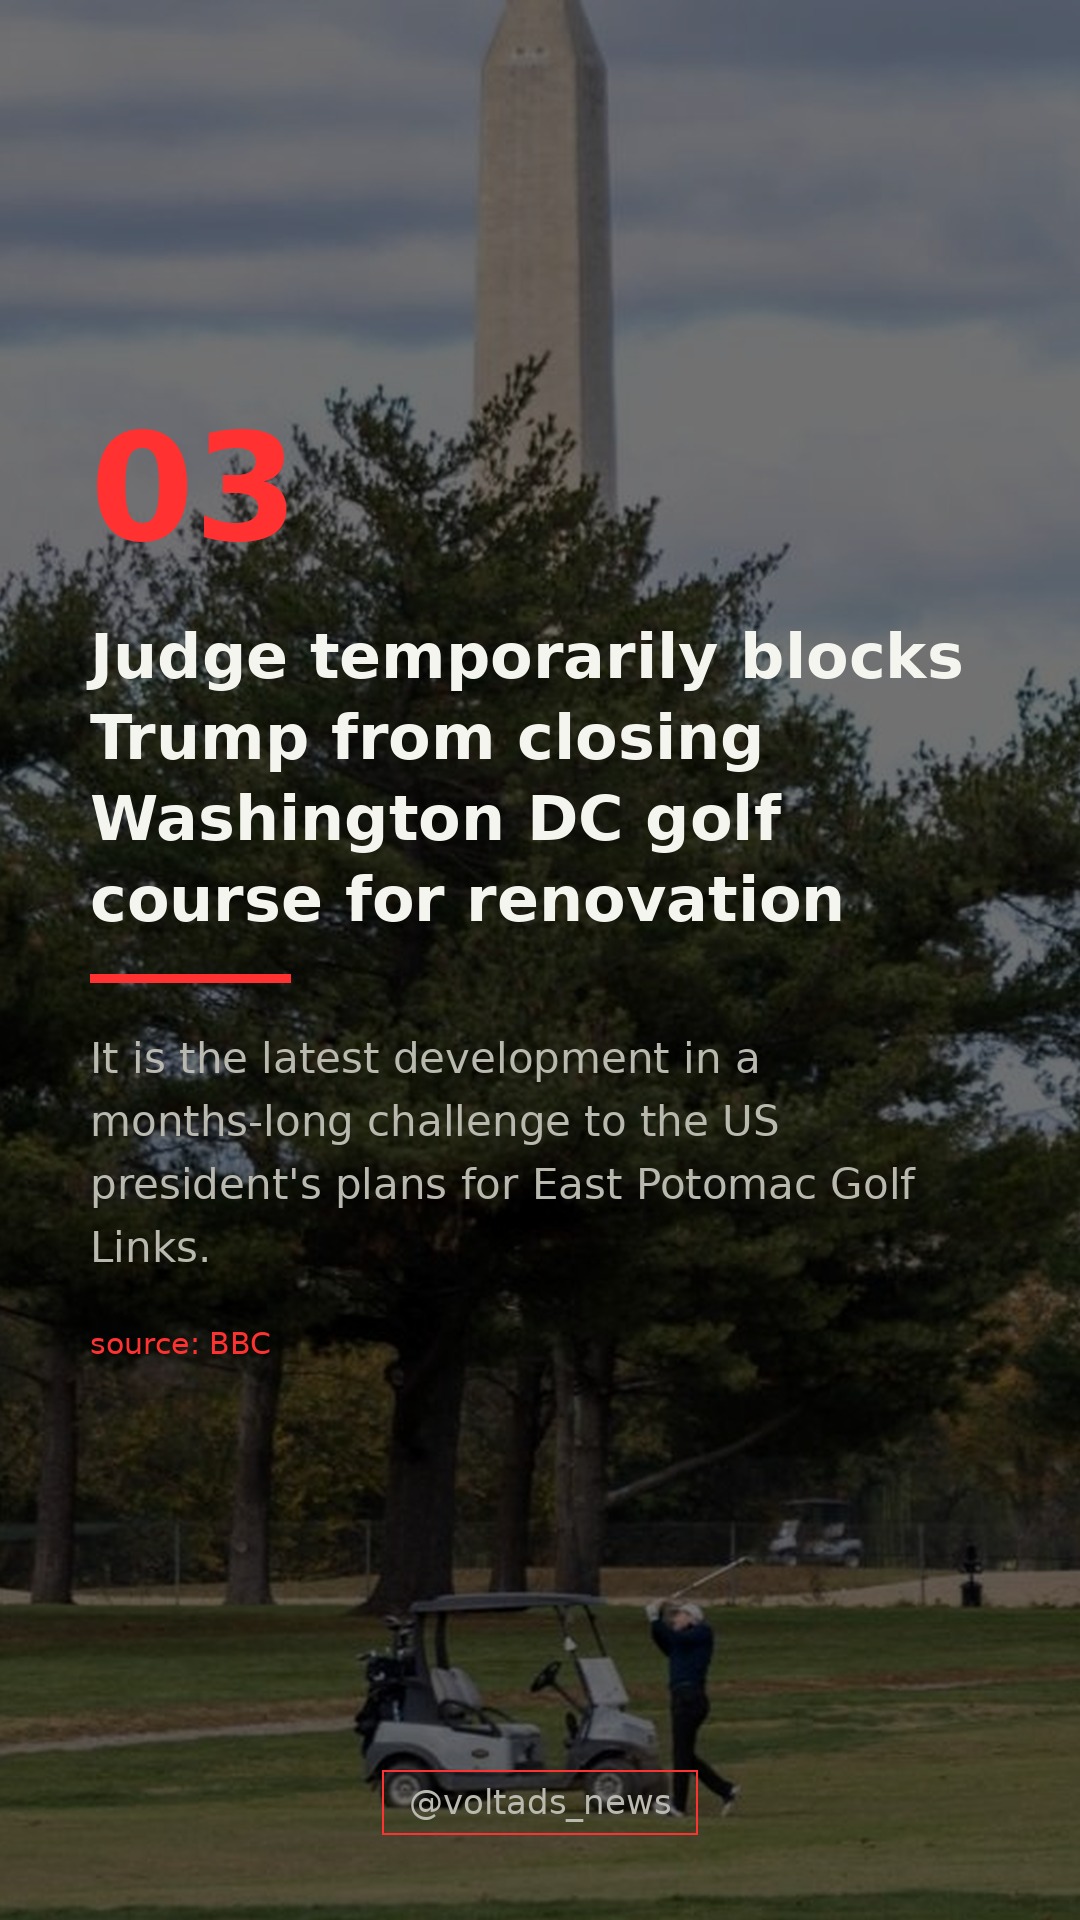 03
Judge temporarily blocks
Trump from closing
Washington DC golf
course for renovation
It is the latest development in a
months-long challenge to the US
president's plans for East Potomac Golf
Links.
source: BBC
@voltads_news